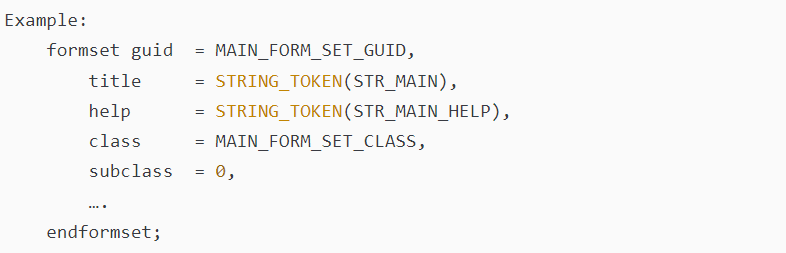 Example:
    formset guid  = MAIN_FORM_SET_GUID,
        title     = STRING_TOKEN(STR_MAIN),
        help      = STRING_TOKEN(STR_MAIN_HELP),
        class     = MAIN_FORM_SET_CLASS,
        subclass  = 0,
        ….
    endformset;